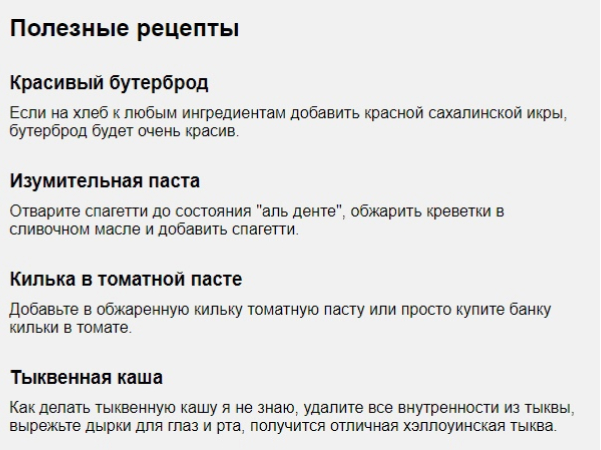 Полезные рецепты
Красивый бутерброд
Если на хлеб к любым ингредиентам добавить красной сахалинской икры,
бутерброд будет очень красив.
Изумительная паста
Отварите спагетти до состояния "аль денте", обжарить креветки в
сливочном масле и добавить спагетти.
Килька в томатной пасте
Добавьте в обжаренную кильку томатную пасту или просто купите банку
кильки в томате.
Тыквенная каша
Как делать тыквенную кашу я не знаю, удалите все внутренности из тыквы,
вырежьте дырки для глаз и рта, получится отличная хэллоуинская тыква.